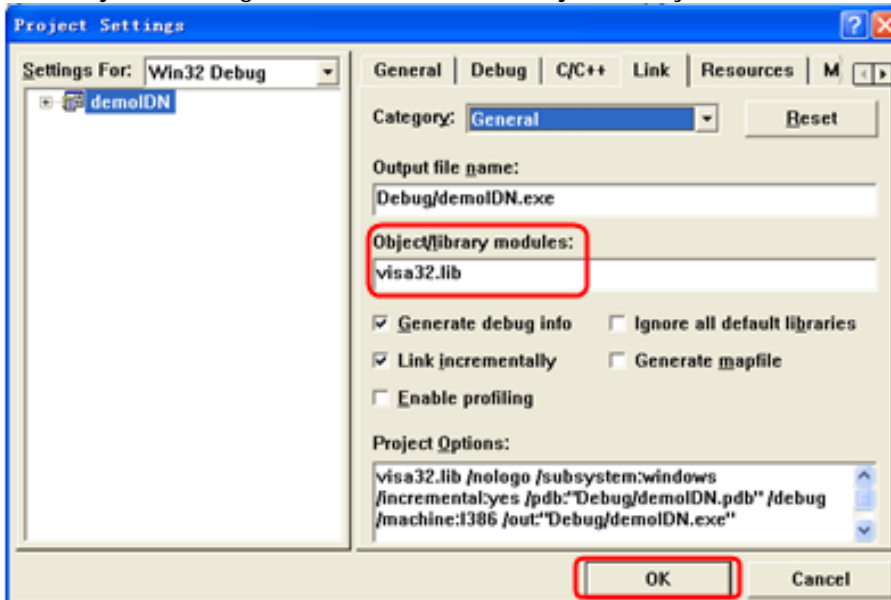 Project Settings
Settings For: Win32 Debug
demoIDN
General Debug C/C++ Link Resources M
Category: General Reset
Output file name:
Debug/demoIDN.exe
Object/library modules:
visa32.lib
Generate debug info Ignore all default libraries
Link incrementally Generate mapfile
Enable profiling
Project Options:
visa32.lib /nologo /subsystem:windows
/incremental:yes /pdb:"Debug/demoIDN.pdb" /debug
/machine:I386 /out:"Debug/demoIDN.exe"
OK Cancel